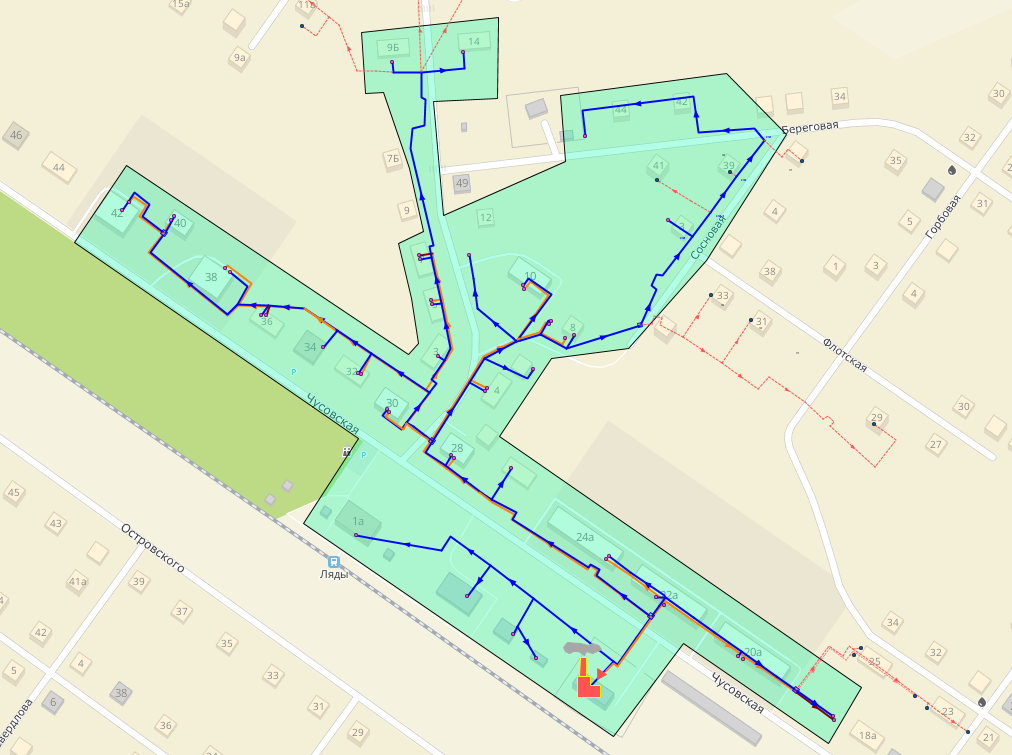 15а
11а
9а
9Б
14
44
42
34
30
Береговая
32
46
44
7Б
49
41
39
35
31
9
12
4
5
Горбовая
42
40
Сосновая
38
10
38
1
3
4
36
8
33
31
34
3
32
4
Флотская
Чусовская
30
29
30
27
28
P
P
45
43
1а
24а
Островского
Ляды
41а
39
37
22а
42
35
34
20а
32
35
4
5
33
38
6
Чусовская
31
23
Свердлова
36
29
18а
21